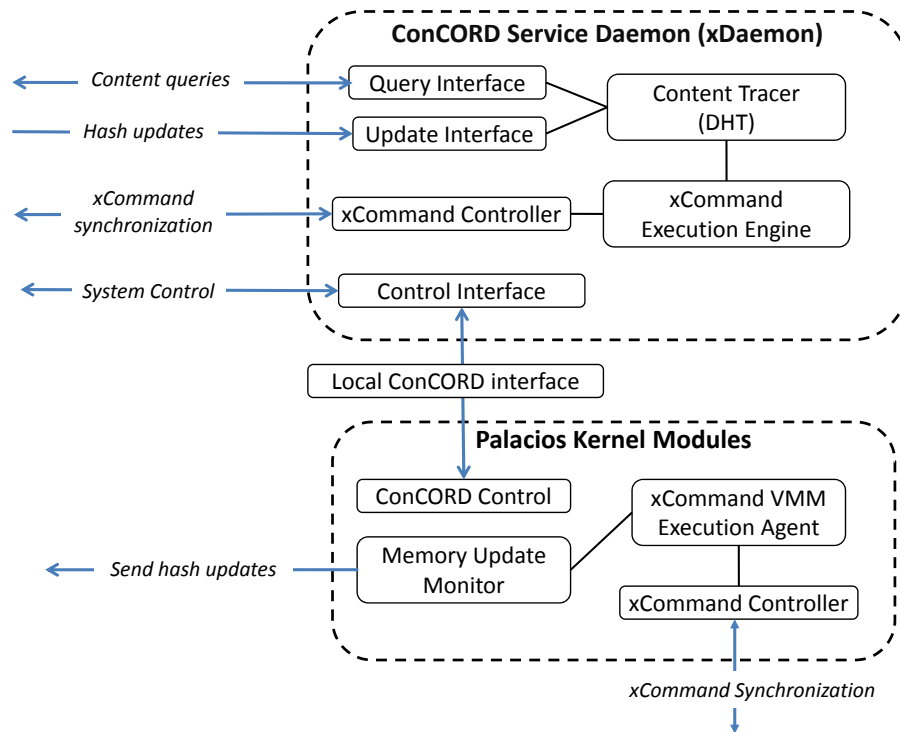 ConCORD Service Daemon (xDaemon)
Content queries
Query Interface
Content Tracer
(DHT)
Hash updates
Update Interface
xCommand
synchronization
xCommand Controller
xCommand
Execution Engine
System Control
Control Interface
Local ConCORD interface
Palacios Kernel Modules
ConCORD Control
xCommand VMM
Execution Agent
Send hash updates
Memory Update
Monitor
xCommand Controller
xCommand Synchronization